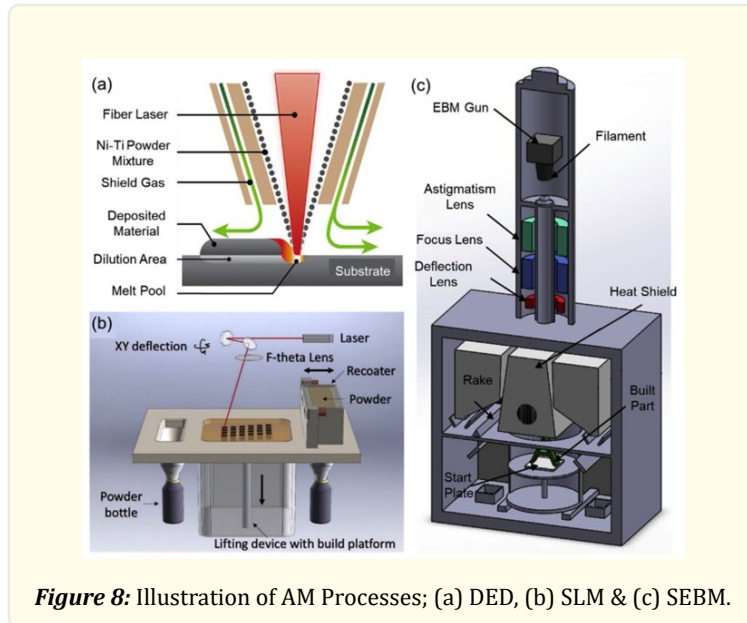 (a)
Fiber Laser
Ni-Ti Powder
Mixture
Shield Gas
Deposited
Material
Dilution Area
Melt Pool
Substrate
(b)
XY deflection
Laser
F-theta Lens
Recoater
Powder
Powder
bottle
Lifting device with build platform
(c)
EBM Gun
Filament
Astigmatism
Lens
Focus Lens
Deflection
Lens
Heat Shield
Rake
Built
Part
Start
Plate
Figure 8: Illustration of AM Processes; (a) DED, (b) SLM & (c) SEBM.